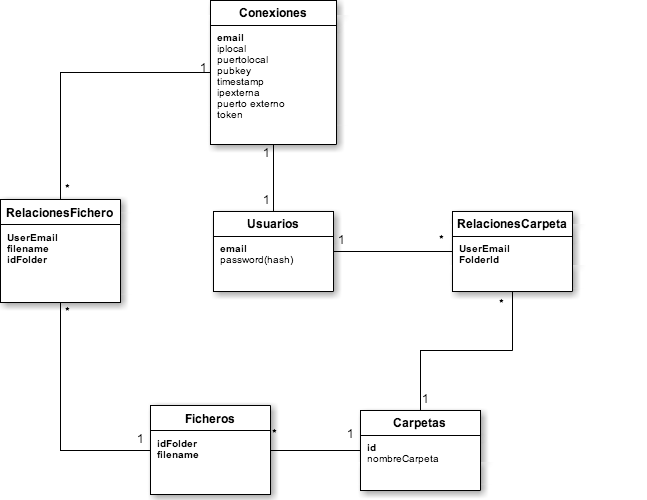 Conexiones
email
iplocal
puertolocal
pubkey
timestamp
ipexterna
puerto externo
token
1
1
*
1
RelacionesFichero
UserEmail
filename
idFolder
Usuarios
email
password(hash)
1
*
RelacionesCarpeta
UserEmail
FolderId
*
*
1
Ficheros
idFolder
filename
1
*
1
Carpetas
id
nombreCarpeta